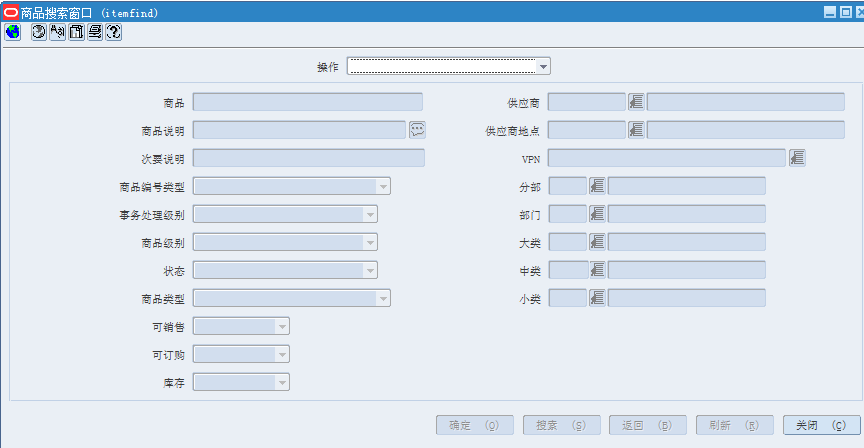 商品搜索窗口 (itemfind)
操作
商品 供应商
商品说明 供应商地点
次要说明 VPN
商品编号类型 分部
事务处理级别 部门
商品级别 大类
状态 中类
商品类型 小类
可销售
可订购
库存
确定 (O) 搜索 (S) 返回 (B) 刷新 (R) 关闭 (C)